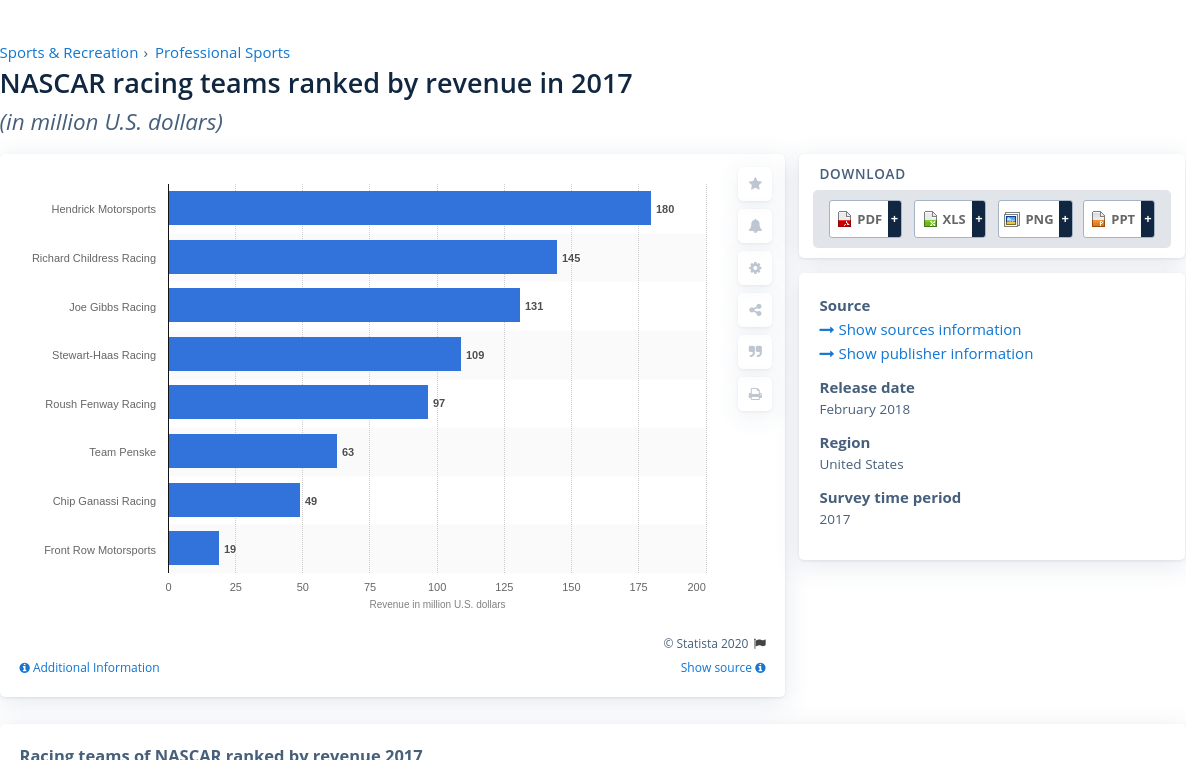 Sports & Recreation › Professional Sports
NASCAR racing teams ranked by revenue in 2017
(in million U.S. dollars)
Hendrick Motorsports 180
Richard Childress Racing 145
Joe Gibbs Racing 131
Stewart-Haas Racing 109
Roush Fenway Racing 97
Team Penske 63
Chip Ganassi Racing 49
Front Row Motorsports 19
0 25 50 75 100 125 150 175 200
Revenue in million U.S. dollars
© Statista 2020
Additional Information Show source
DOWNLOAD
PDF + XLS + PNG + PPT +
Source
Show sources information
Show publisher information
Release date
February 2018
Region
United States
Survey time period
2017
Racing teams of NASCAR ranked by revenue 2017